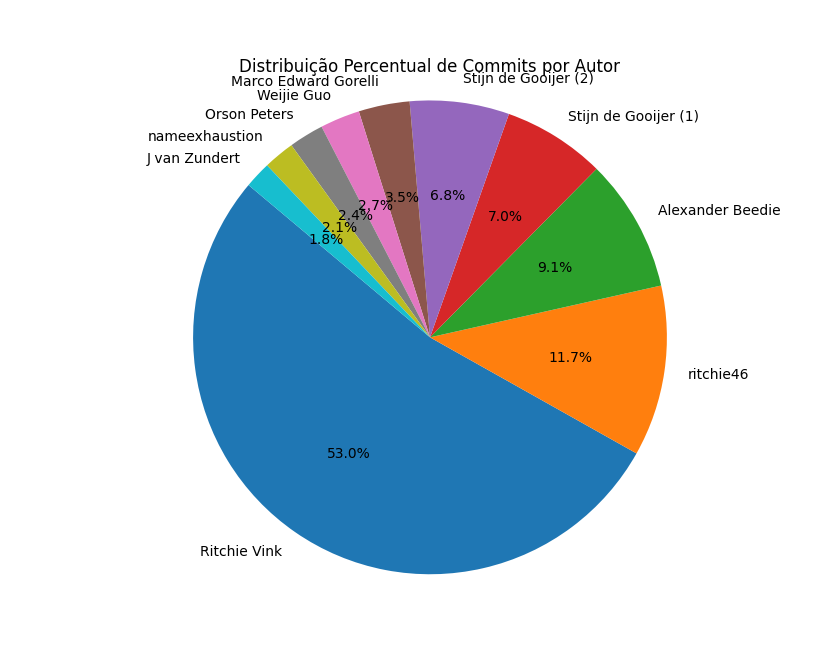 Distribuição Percentual de Commits por Autor
Stijn de Gooijer (2)
Marco Edward Gorelli
Weijie Guo
Orson Peters
nameexhaustion
J van Zundert
Stijn de Gooijer (1)
Alexander Beedie
ritchie46
Ritchie Vink
6.8%
3.5%
2.7%
2.4%
2.1%
1.8%
7.0%
9.1%
11.7%
53.0%